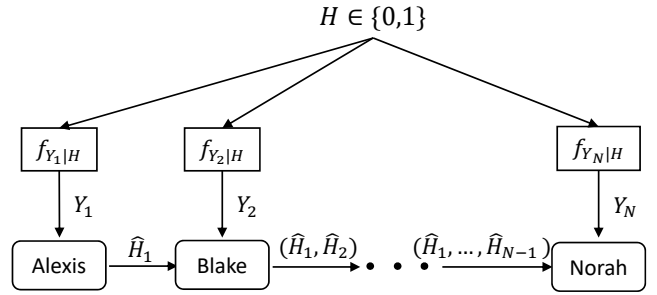 H ∈ {0,1}
f_{Y_1|H} f_{Y_2|H} f_{Y_N|H}
Y_1 Y_2 Y_N
Ĥ_1 (Ĥ_1, Ĥ_2) (Ĥ_1, …, Ĥ_{N−1})
Alexis Blake • • • Norah